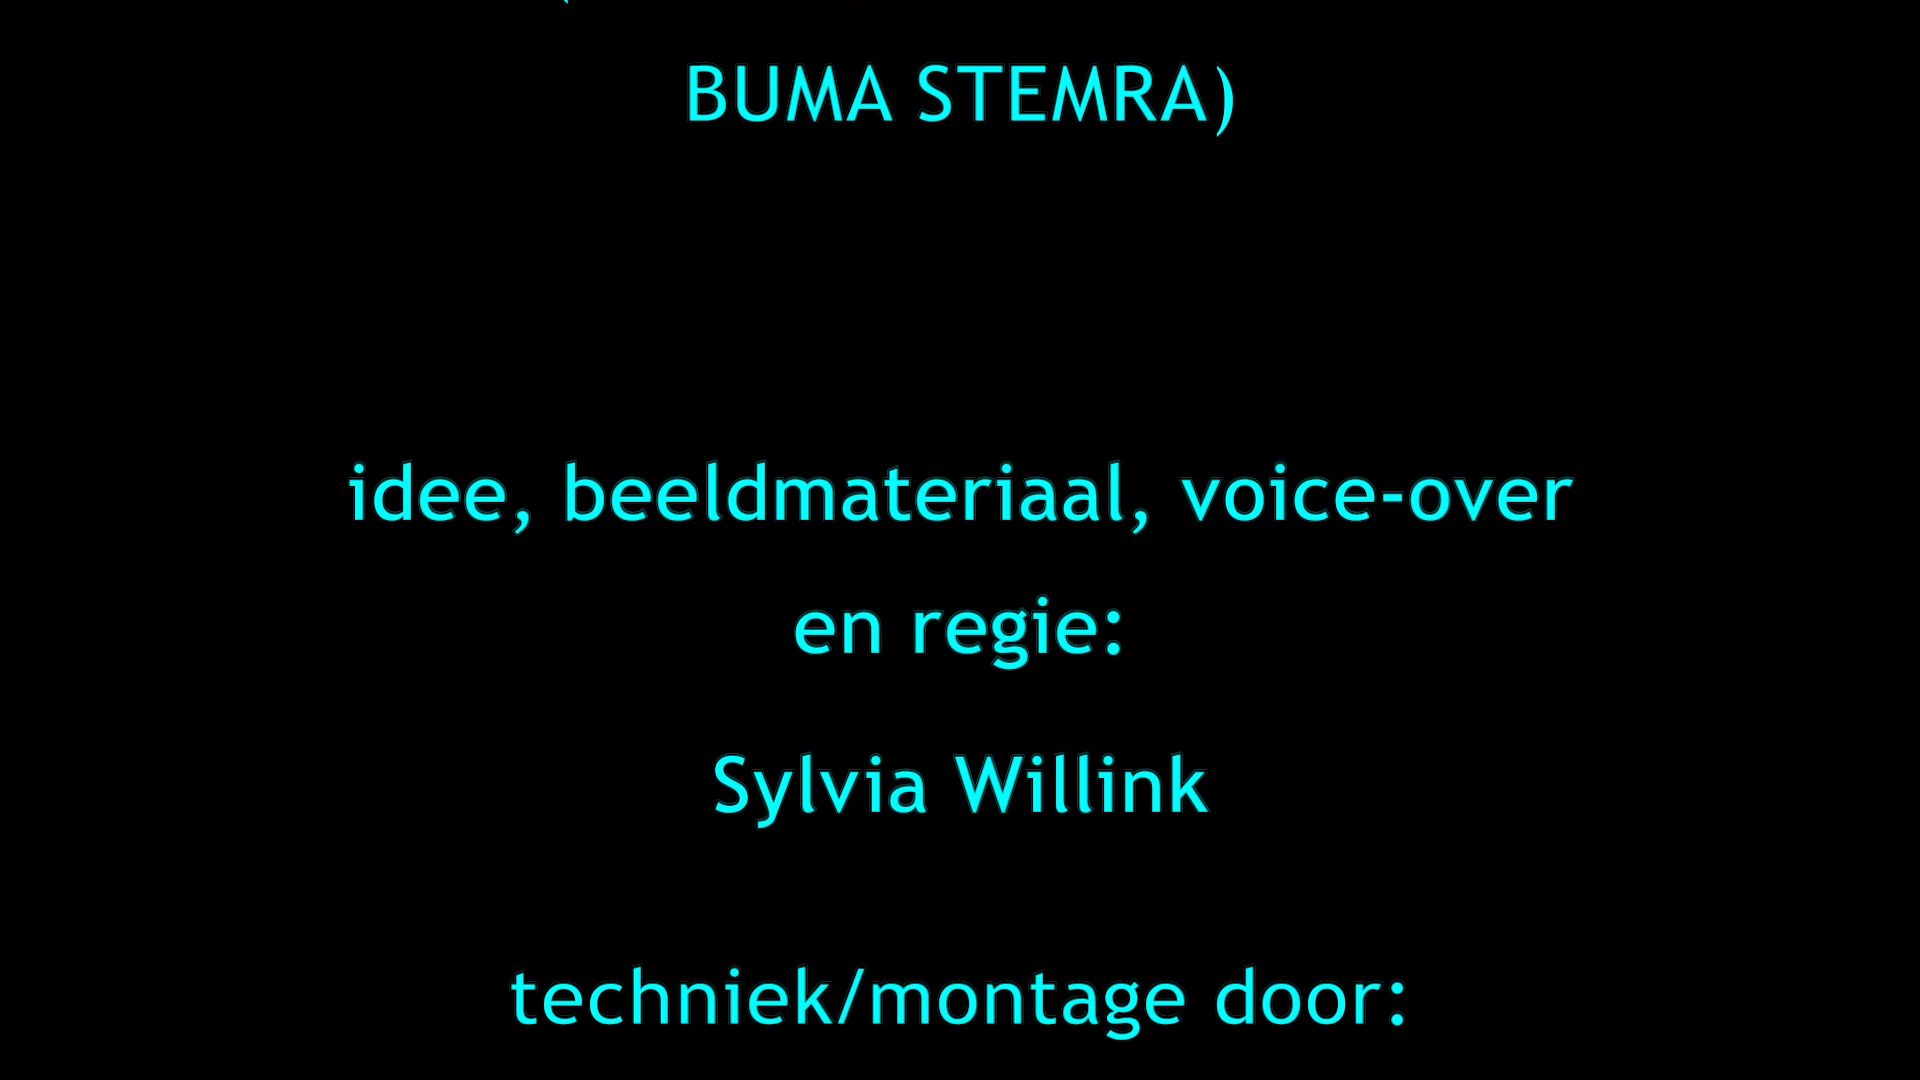 BUMA STEMRA)
idee, beeldmateriaal, voice-over
en regie:
Sylvia Willink
techniek/montage door: